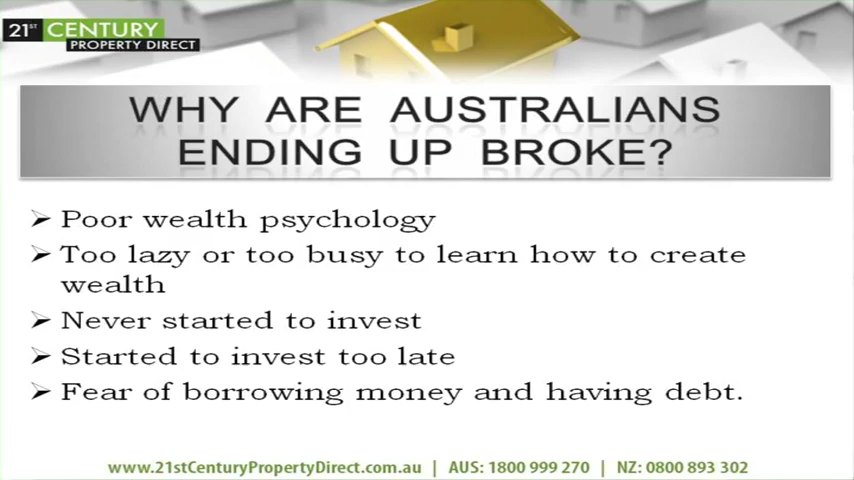 21ST CENTURY
PROPERTY DIRECT
WHY ARE AUSTRALIANS
ENDING UP BROKE?
➢ Poor wealth psychology
➢ Too lazy or too busy to learn how to create
wealth
➢ Never started to invest
➢ Started to invest too late
➢ Fear of borrowing money and having debt.
www.21stCenturyPropertyDirect.com.au | AUS: 1800 999 270 | NZ: 0800 893 302